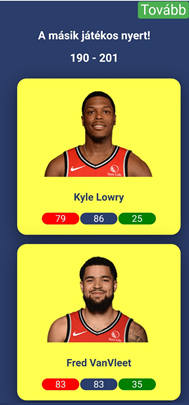 Tovább
A másik játékos nyert!
190 - 201
Kyle Lowry
79 86 25
Fred VanVleet
83 83 35